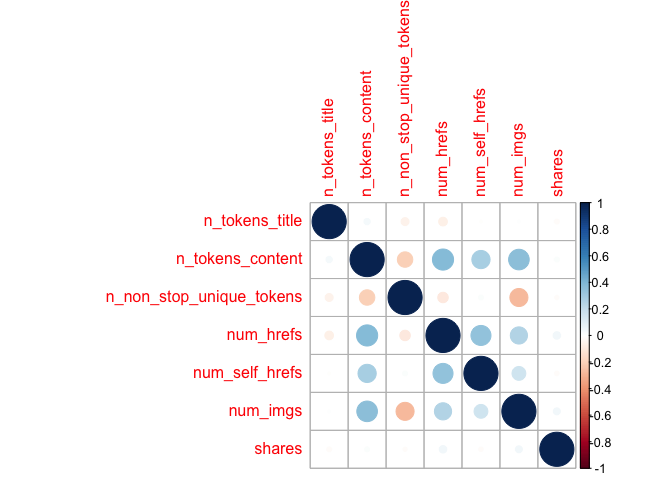 n_tokens_title
n_tokens_content
n_non_stop_unique_tokens
num_hrefs
num_self_hrefs
num_imgs
shares
n_tokens_title
n_tokens_content
n_non_stop_unique_tokens
num_hrefs
num_self_hrefs
num_imgs
shares
1
0.8
0.6
0.4
0.2
0
-0.2
-0.4
-0.6
-0.8
-1